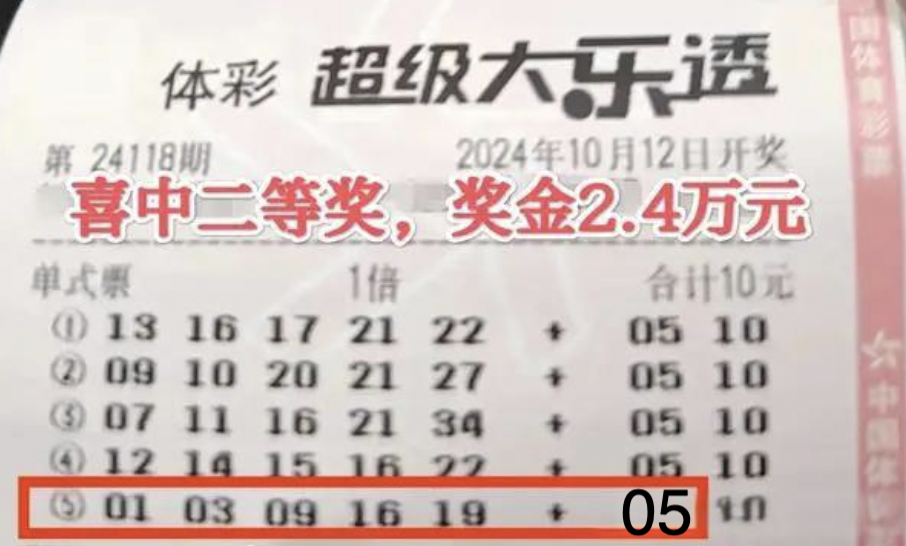 体彩 超级大乐透
第 24118期 2024年10月12日开奖
喜中二等奖，奖金2.4万元
单式票 1倍 合计10元
① 13 16 17 21 22 + 05 10
② 09 10 20 21 27 + 05 10
③ 07 11 16 21 34 + 05 10
④ 12 14 15 16 22 + 05 10
⑤ 01 03 09 16 19 + 05 10
国体育彩票
中国体